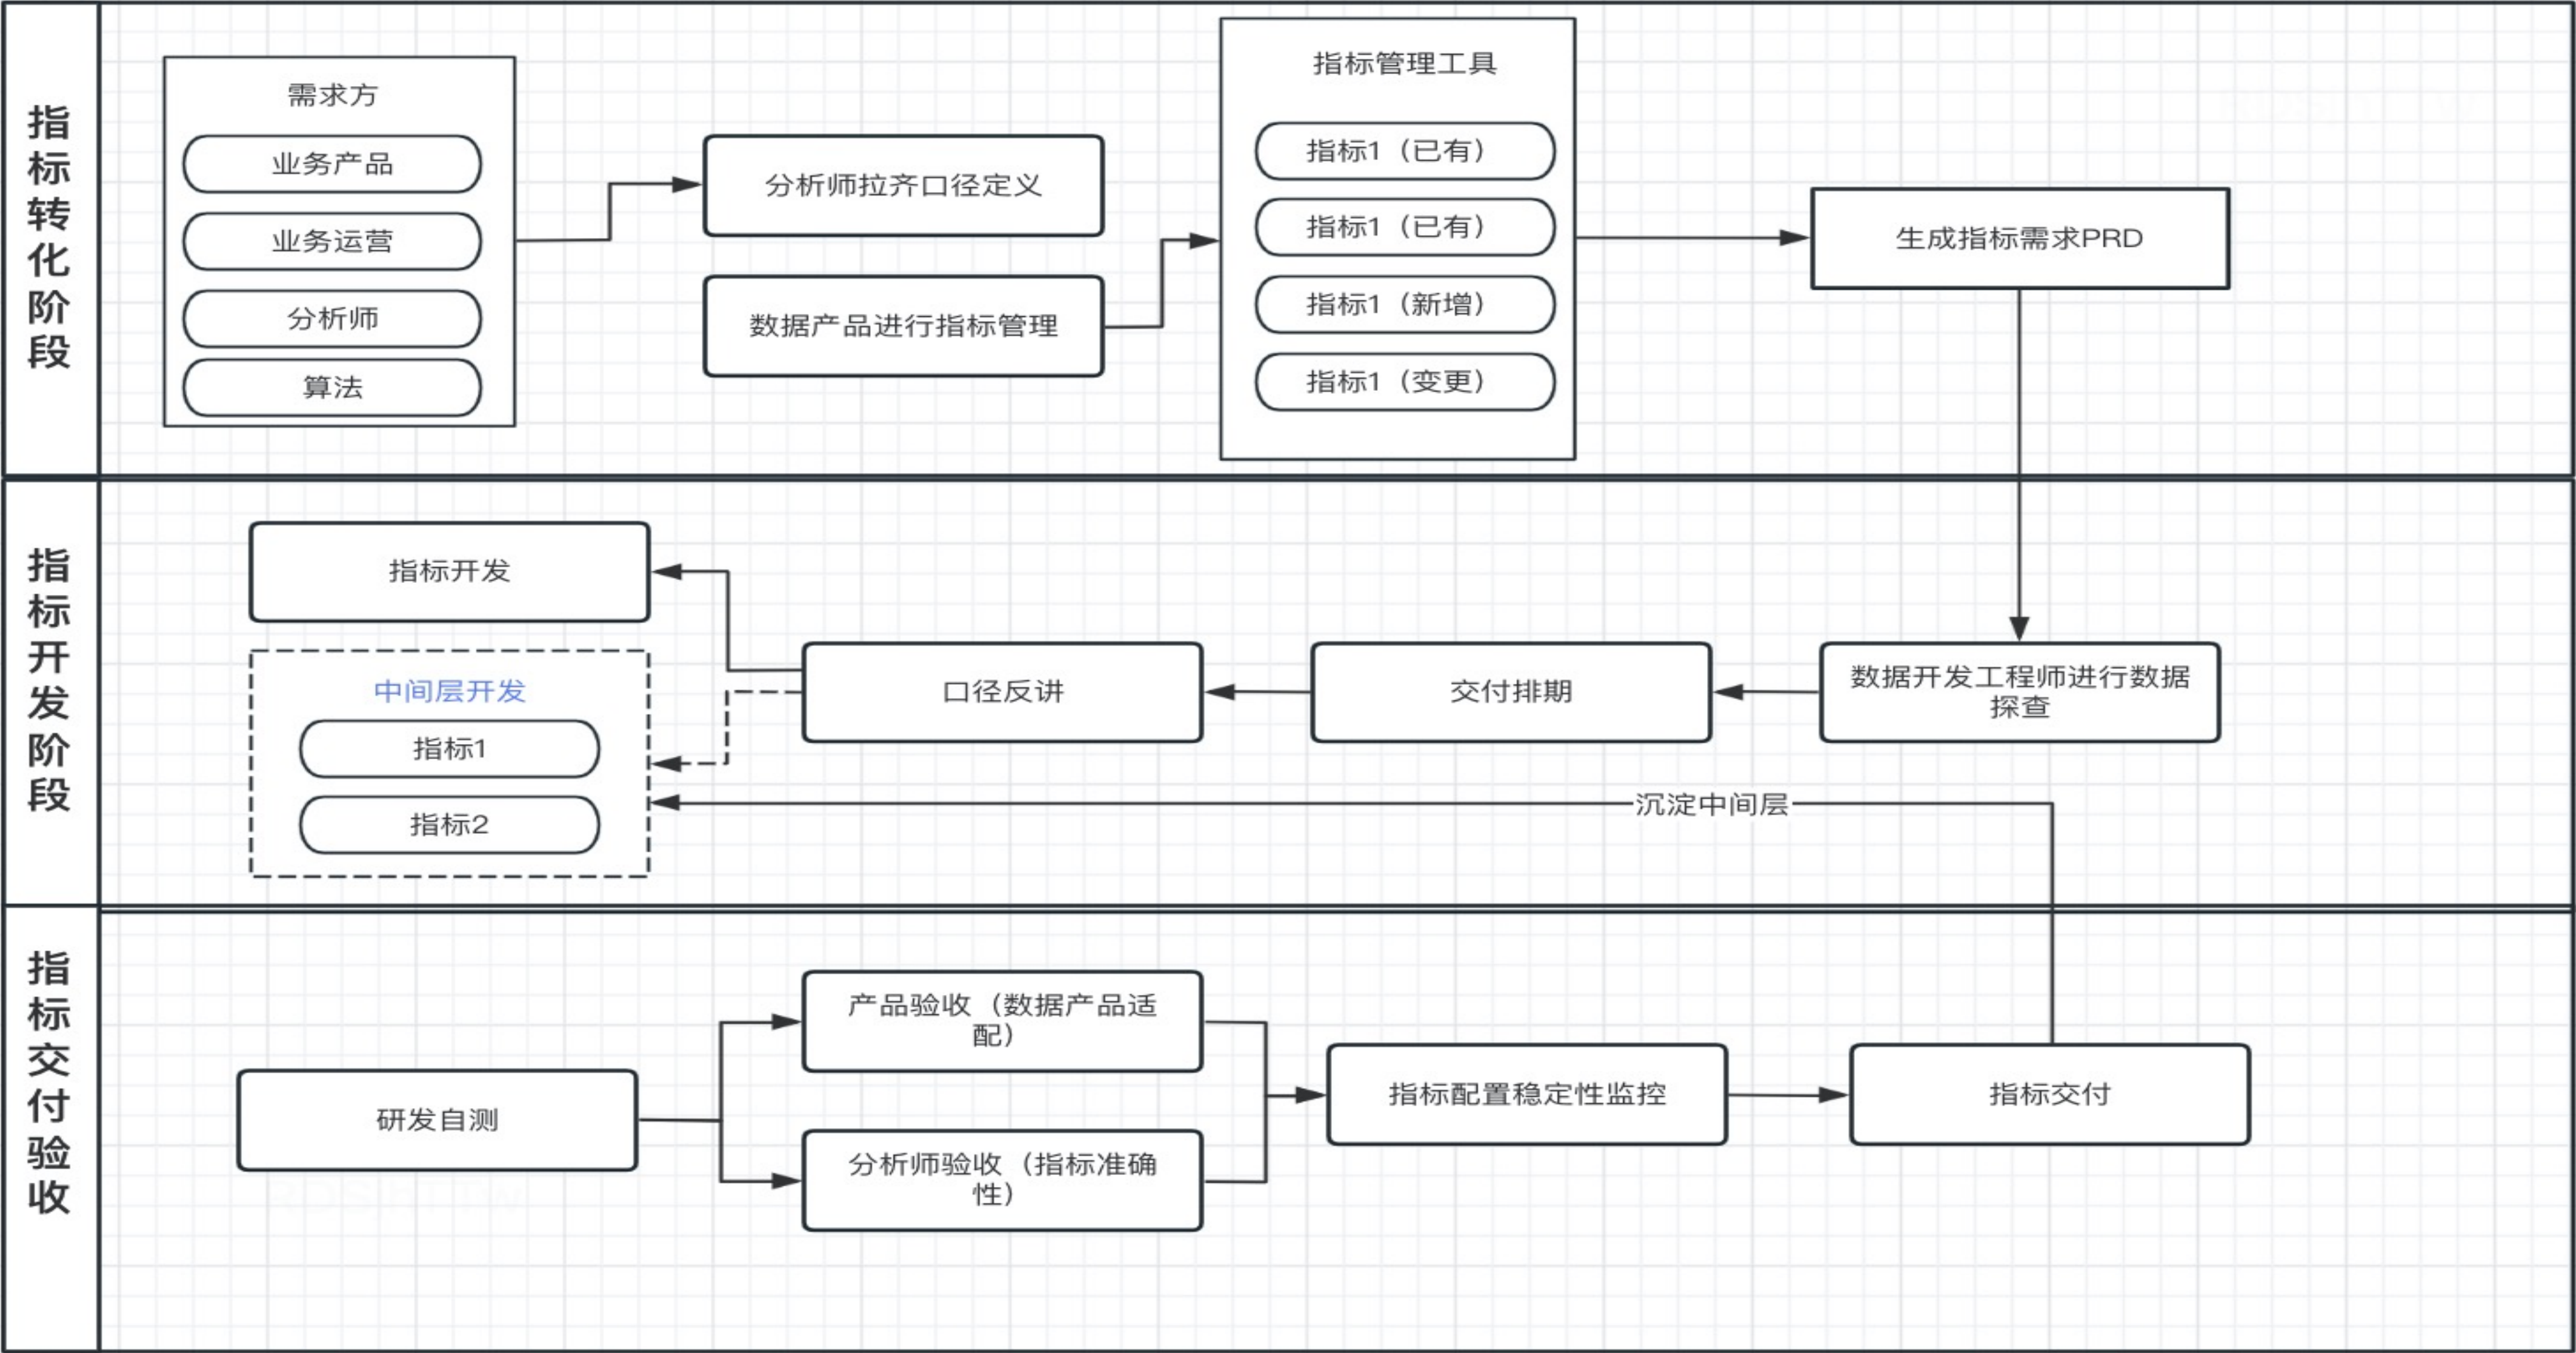 指标转化阶段
需求方
业务产品
业务运营
分析师
算法
分析师拉齐口径定义
数据产品进行指标管理
指标管理工具
指标1（已有）
指标1（已有）
指标1（新增）
指标1（变更）
生成指标需求PRD
指标开发阶段
指标开发
中间层开发
指标1
指标2
口径反讲
交付排期
数据开发工程师进行数据
探查
沉淀中间层
指标交付验收
研发自测
产品验收（数据产品适
配）
分析师验收（指标准确
性）
指标配置稳定性监控
指标交付